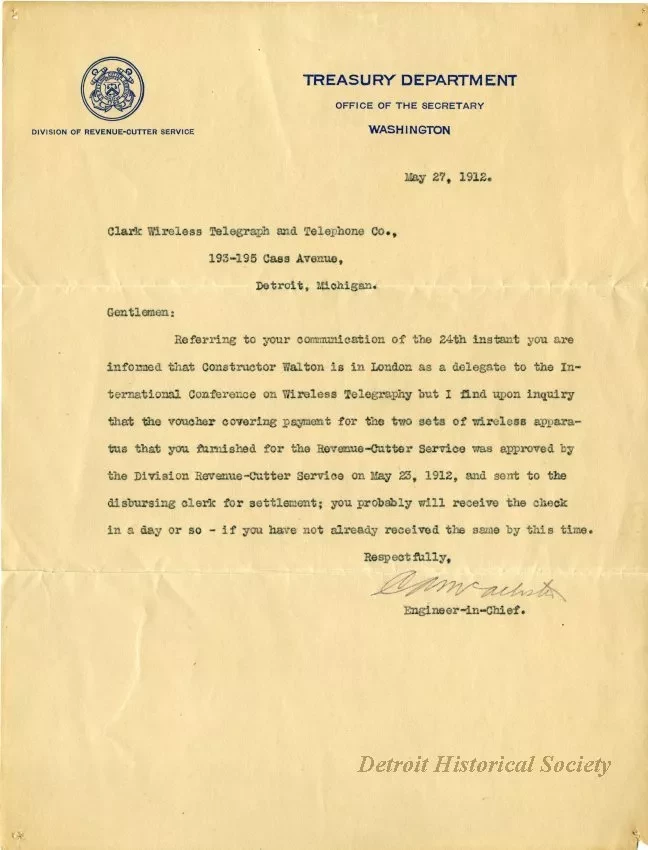 TREASURY DEPARTMENT
OFFICE OF THE SECRETARY
WASHINGTON
DIVISION OF REVENUE-CUTTER SERVICE
May 27, 1912.
Clark Wireless Telegraph and Telephone Co.,
193-195 Cass Avenue,
Detroit, Michigan.
Gentlemen:
Referring to your communication of the 24th instant you are
informed that Constructor Walton is in London as a delegate to the In-
ternational Conference on Wireless Telegraphy but I find upon inquiry
that the voucher covering payment for the two sets of wireless appara-
tus that you furnished for the Revenue-Cutter Service was approved by
the Division Revenue-Cutter Service on May 23, 1912, and sent to the
disbursing clerk for settlement; you probably will receive the check
in a day or so - if you have not already received the same by this time.
Respectfully,
Engineer-in-Chief.
Detroit Historical Society